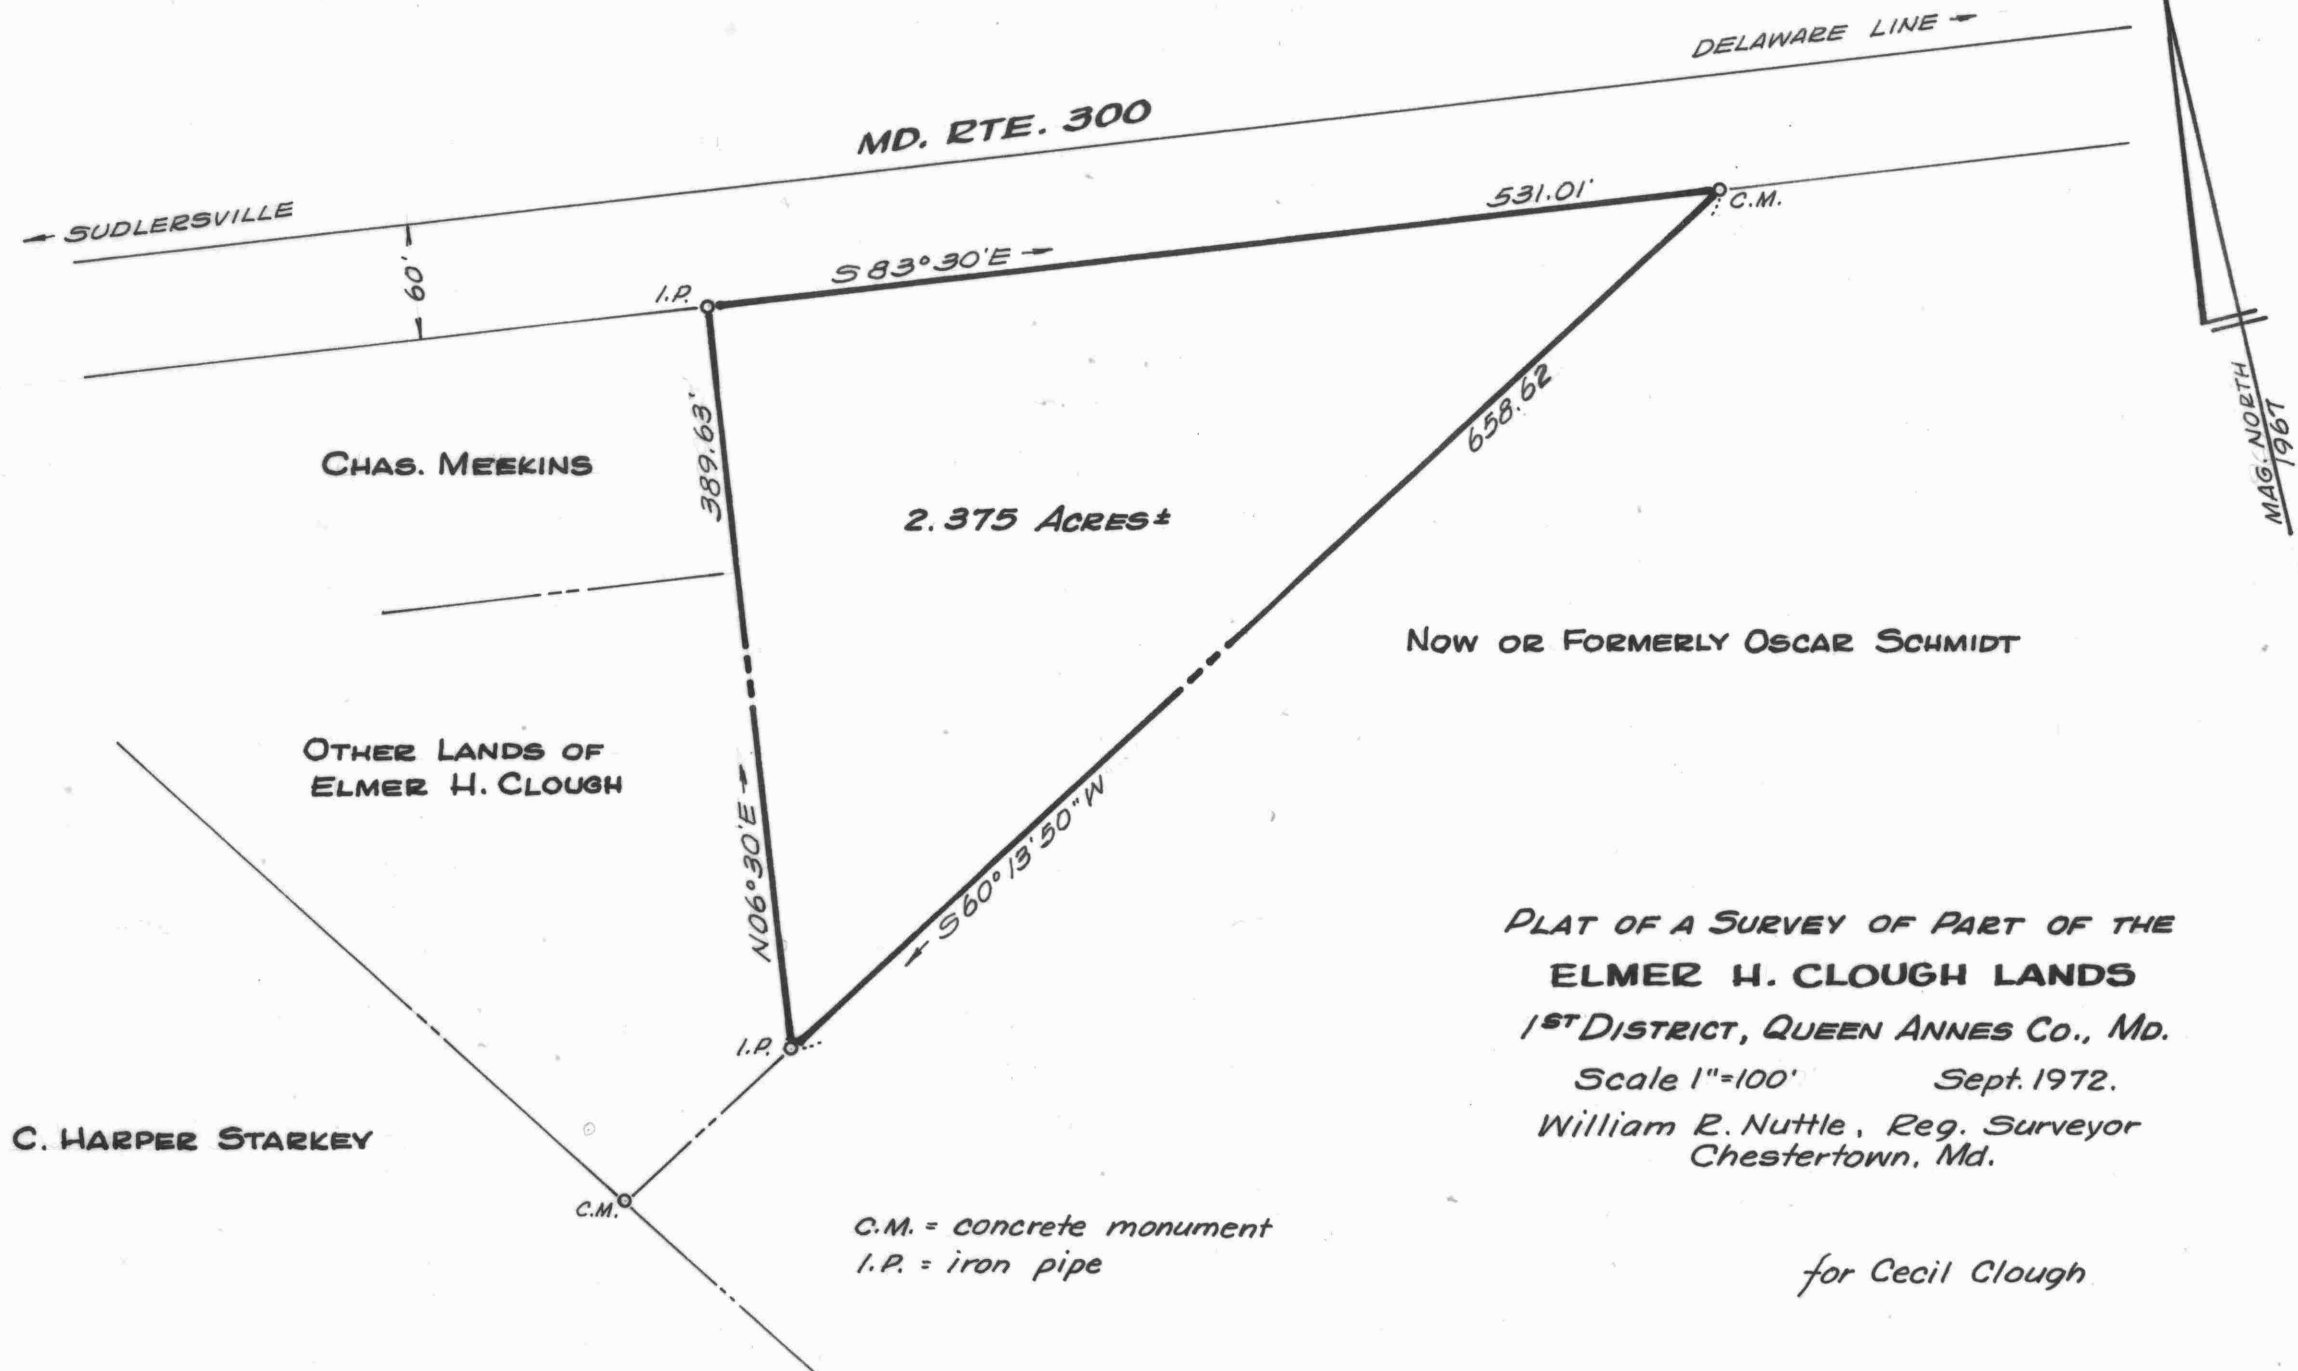 DELAWARE LINE →
MD. RTE. 300
← SUDLERSVILLE
60'
531.01'
C.M.
S 83° 30' E →
I.P.
389.63'
658.62
MAG. NORTH
1967
CHAS. MEEKINS
2.375 ACRES±
NOW OR FORMERLY OSCAR SCHMIDT
OTHER LANDS OF
ELMER H. CLOUGH
N06° 30' E →
← S 60° 13' 50" W
I.P.
C. HARPER STARKEY
C.M.
C.M. = concrete monument
I.P. = iron pipe
PLAT OF A SURVEY OF PART OF THE
ELMER H. CLOUGH LANDS
1ST DISTRICT, QUEEN ANNES CO., MD.
Scale 1"=100' Sept. 1972.
William R. Nuttle, Reg. Surveyor
Chestertown, Md.
for Cecil Clough